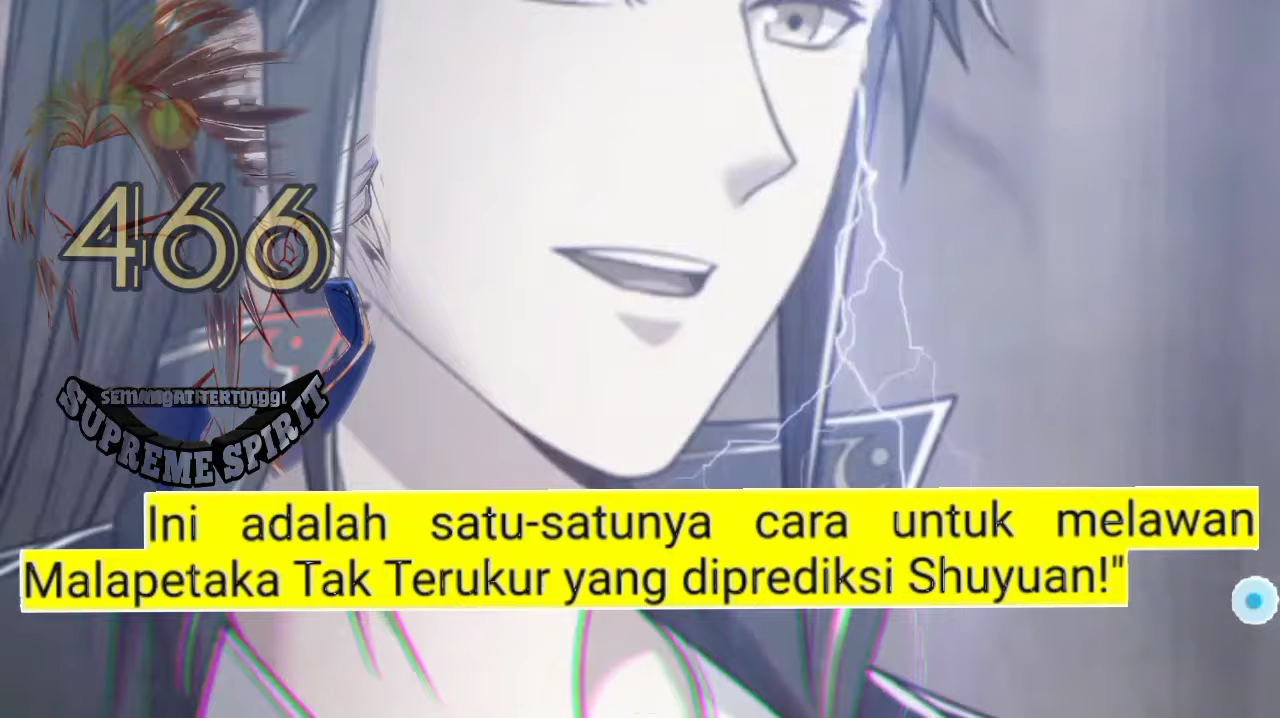 466
SEMANGAT TERTINGGI
SUPREME SPIRIT
Ini adalah satu-satunya cara untuk melawan
Malapetaka Tak Terukur yang diprediksi Shuyuan!"